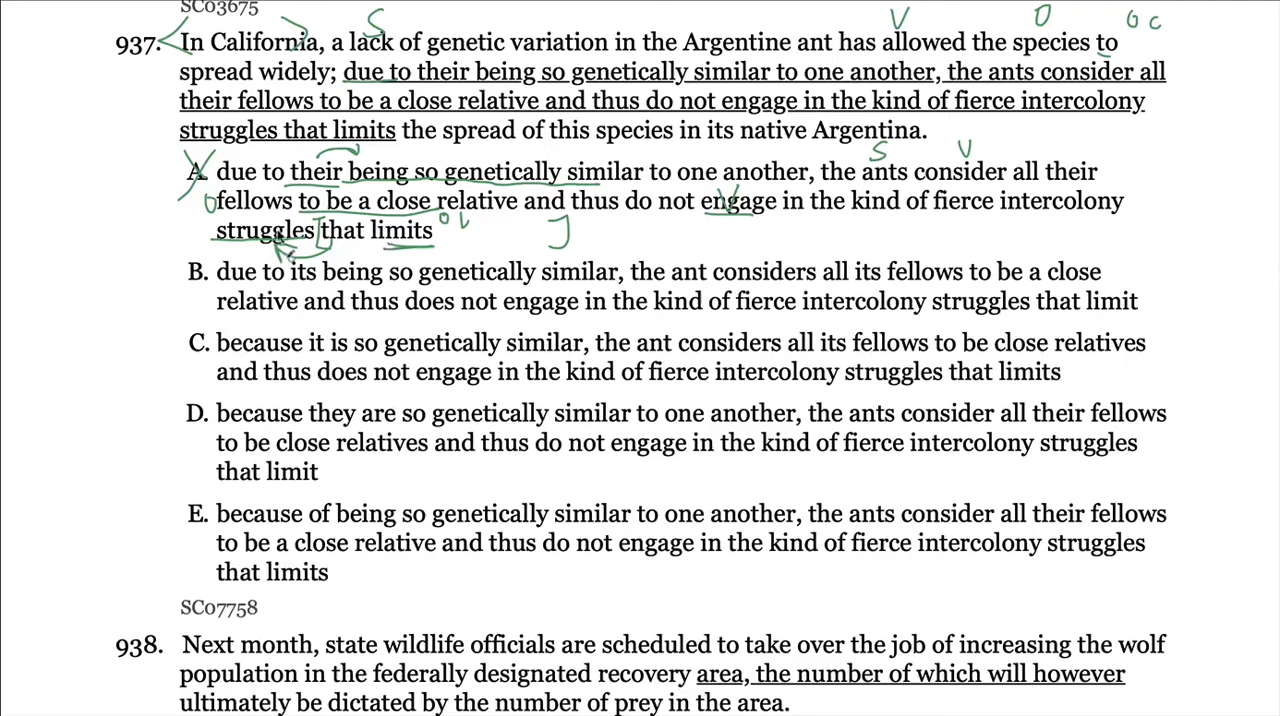 SC03675
S V O O C
937. In California, a lack of genetic variation in the Argentine ant has allowed the species to
spread widely; due to their being so genetically similar to one another, the ants consider all
their fellows to be a close relative and thus do not engage in the kind of fierce intercolony
struggles that limits the spread of this species in its native Argentina.
S V
A. due to their being so genetically similar to one another, the ants consider all their
O fellows to be a close relative and thus do not engage in the kind of fierce intercolony
struggles that limits
B. due to its being so genetically similar, the ant considers all its fellows to be a close
relative and thus does not engage in the kind of fierce intercolony struggles that limit
C. because it is so genetically similar, the ant considers all its fellows to be close relatives
and thus does not engage in the kind of fierce intercolony struggles that limits
D. because they are so genetically similar to one another, the ants consider all their fellows
to be close relatives and thus do not engage in the kind of fierce intercolony struggles
that limit
E. because of being so genetically similar to one another, the ants consider all their fellows
to be a close relative and thus do not engage in the kind of fierce intercolony struggles
that limits
SC07758
938. Next month, state wildlife officials are scheduled to take over the job of increasing the wolf
population in the federally designated recovery area, the number of which will however
ultimately be dictated by the number of prey in the area.